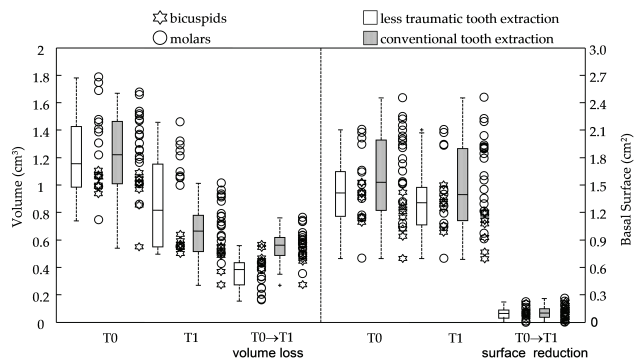 bicuspids
molars
less traumatic tooth extraction
conventional tooth extraction
Volume (cm³)
2
1.8
1.6
1.4
1.2
1
0.8
0.6
0.4
0.2
0
3.0
2.7
2.4
2.1
1.8
1.5
1.2
0.9
0.6
0.3
0
Basal Surface (cm²)
T0 T1 T0→T1 T0 T1 T0→T1
volume loss surface reduction